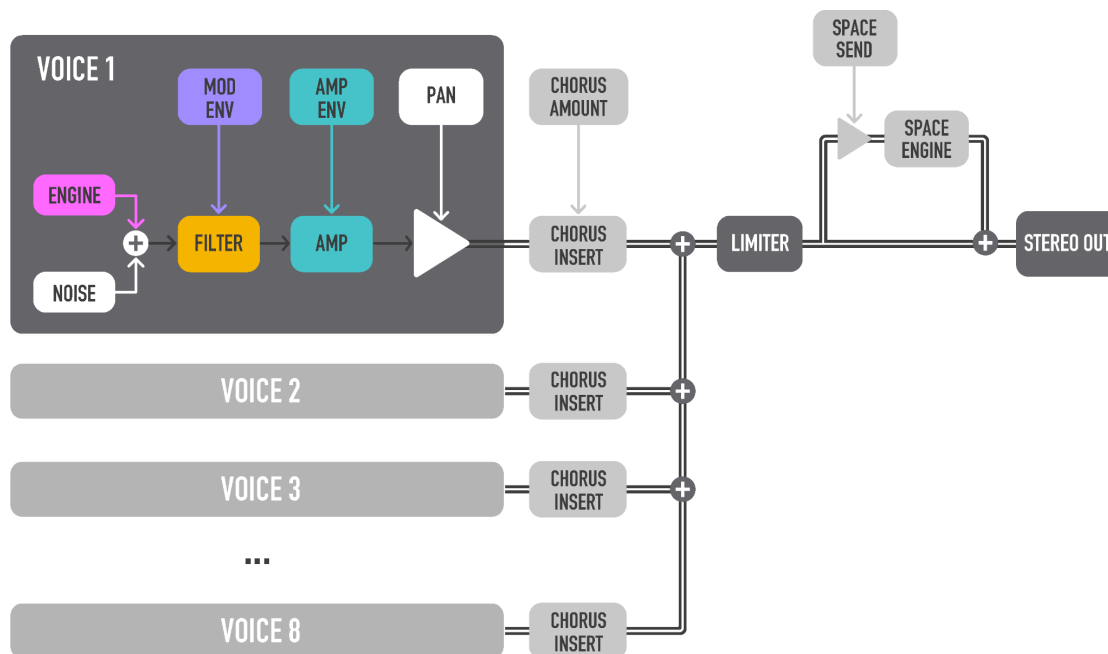 SPACE
SEND
VOICE 1
MOD
ENV
AMP
ENV
PAN
CHORUS
AMOUNT
SPACE
ENGINE
ENGINE
+
FILTER
AMP
CHORUS
INSERT
+
LIMITER
+
STEREO OUT
NOISE
VOICE 2
CHORUS
INSERT
+
VOICE 3
CHORUS
INSERT
+
...
VOICE 8
CHORUS
INSERT